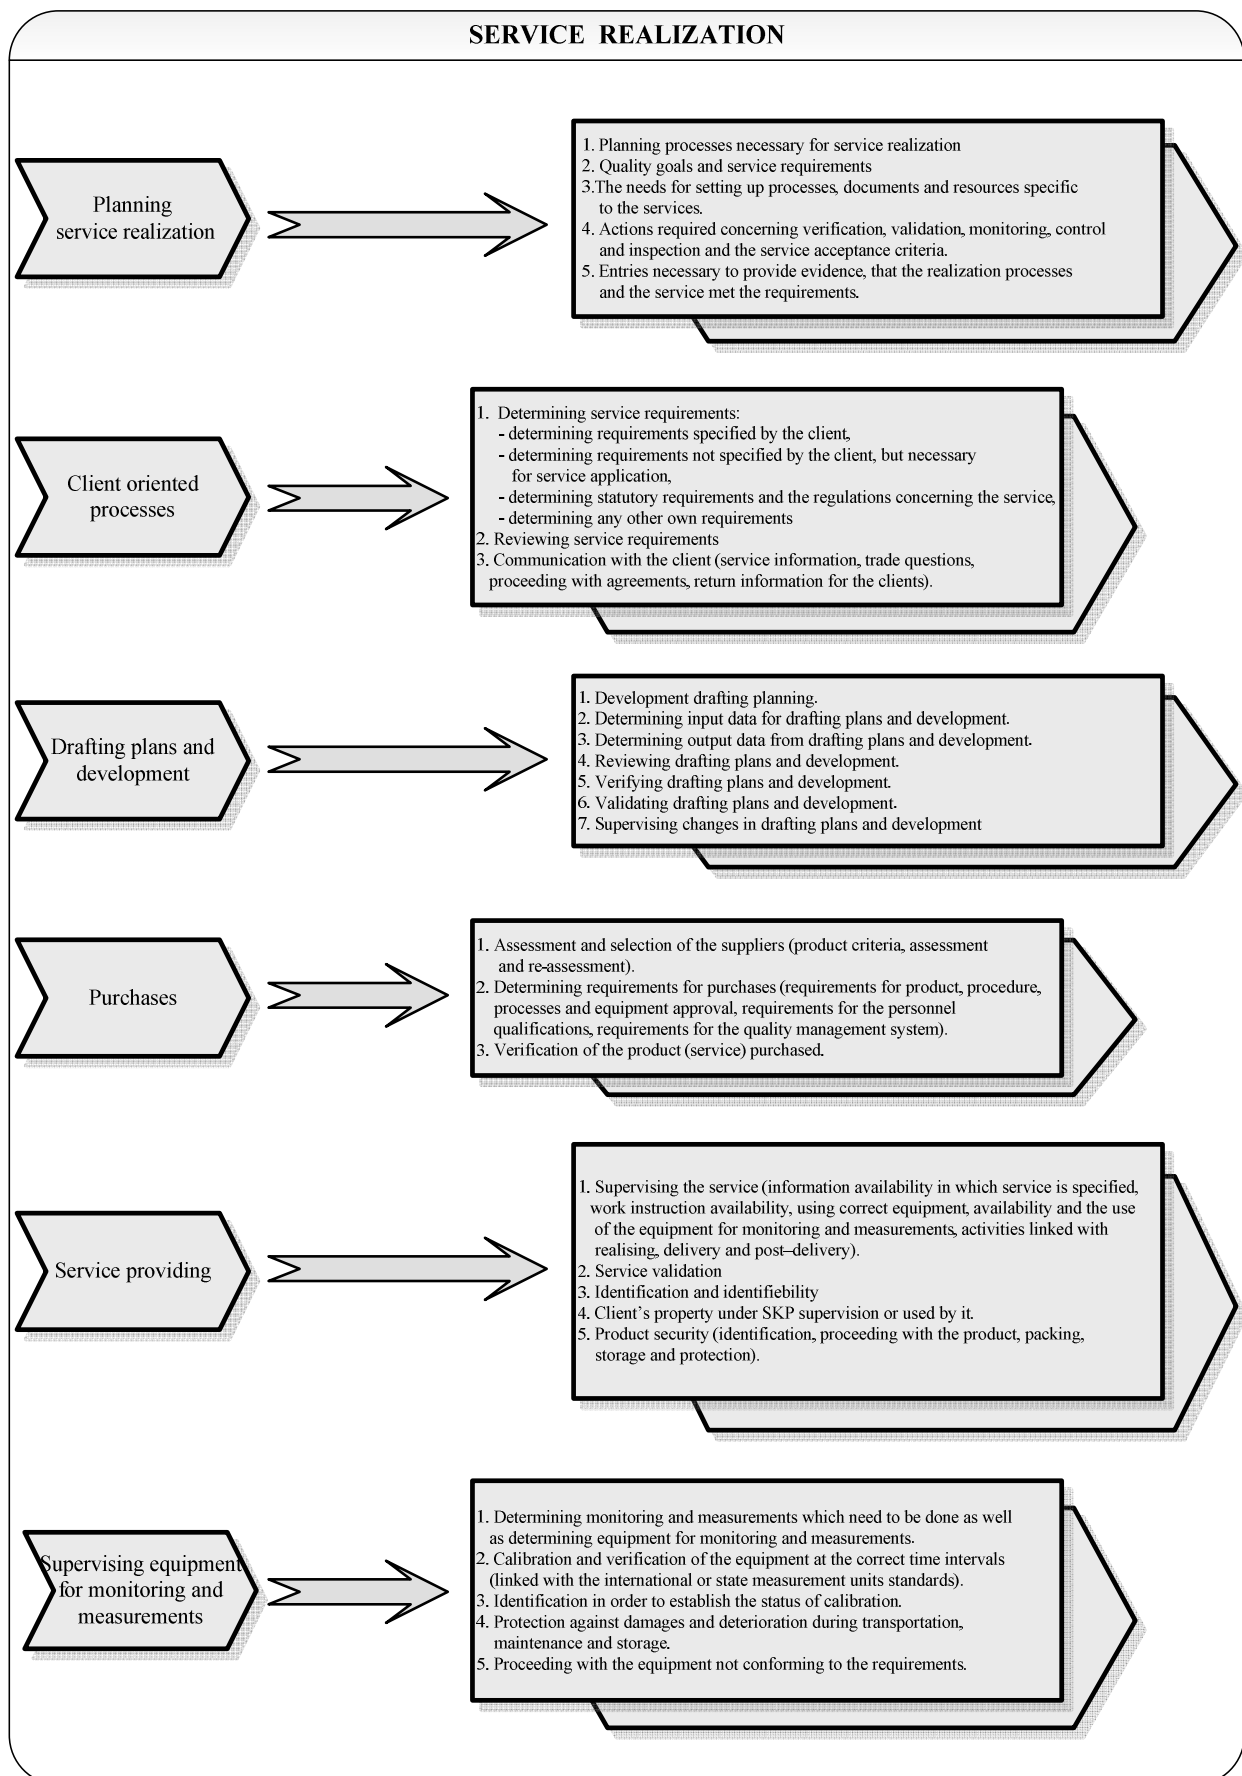 SERVICE REALIZATION
Planning
service realization
1. Planning processes necessary for service realization
2. Quality goals and service requirements
3.The needs for setting up processes, documents and resources specific
to the services.
4. Actions required concerning verification, validation, monitoring, control
and inspection and the service acceptance criteria.
5. Entries necessary to provide evidence, that the realization processes
and the service met the requirements.
Client oriented
processes
1. Determining service requirements:
- determining requirements specified by the client,
- determining requirements not specified by the client, but necessary
for service application,
- determining statutory requirements and the regulations concerning the service,
- determining any other own requirements
2. Reviewing service requirements
3. Communication with the client (service information, trade questions,
proceeding with agreements, return information for the clients).
Drafting plans and
development
1. Development drafting planning.
2. Determining input data for drafting plans and development.
3. Determining output data from drafting plans and development.
4. Reviewing drafting plans and development.
5. Verifying drafting plans and development.
6. Validating drafting plans and development.
7. Supervising changes in drafting plans and development
Purchases
1. Assessment and selection of the suppliers (product criteria, assessment
and re-assessment).
2. Determining requirements for purchases (requirements for product, procedure,
processes and equipment approval, requirements for the personnel
qualifications, requirements for the quality management system).
3. Verification of the product (service) purchased.
Service providing
1. Supervising the service (information availability in which service is specified,
work instruction availability, using correct equipment, availability and the use
of the equipment for monitoring and measurements, activities linked with
realising, delivery and post–delivery).
2. Service validation
3. Identification and identifiebility
4. Client’s property under SKP supervision or used by it.
5. Product security (identification, proceeding with the product, packing,
storage and protection).
Supervising equipment
for monitoring and
measurements
1. Determining monitoring and measurements which need to be done as well
as determining equipment for monitoring and measurements.
2. Calibration and verification of the equipment at the correct time intervals
(linked with the international or state measurement units standards).
3. Identification in order to establish the status of calibration.
4. Protection against damages and deterioration during transportation,
maintenance and storage.
5. Proceeding with the equipment not conforming to the requirements.